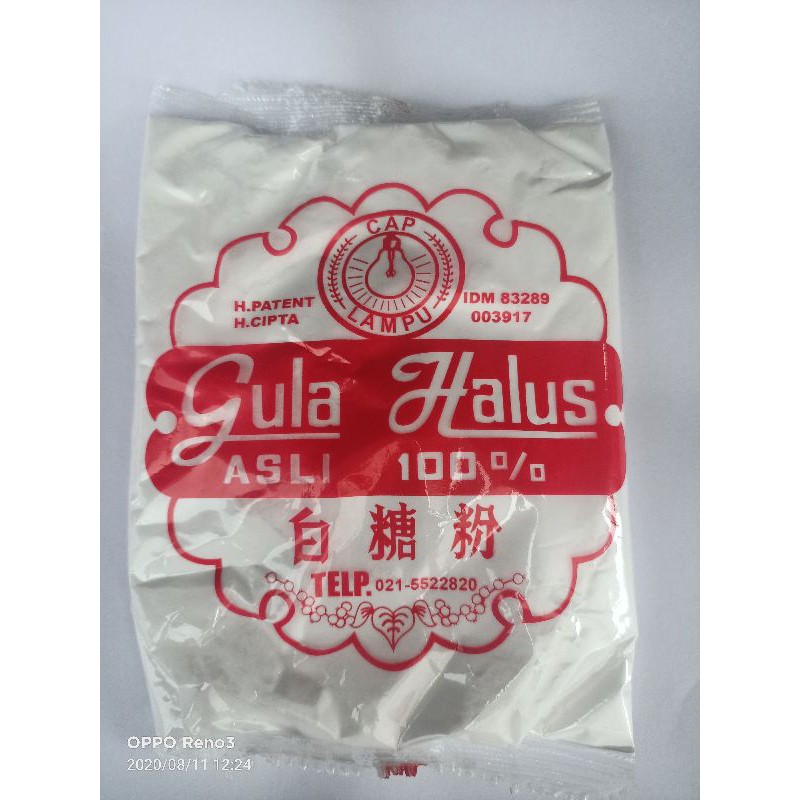 CAP
LAMPU
H.PATENT
H.CIPTA
IDM 83289
003917
Gula Halus
ASLI 100%
白糖粉
TELP. 021-5522820
OPPO Reno3
2020/08/11 12:24